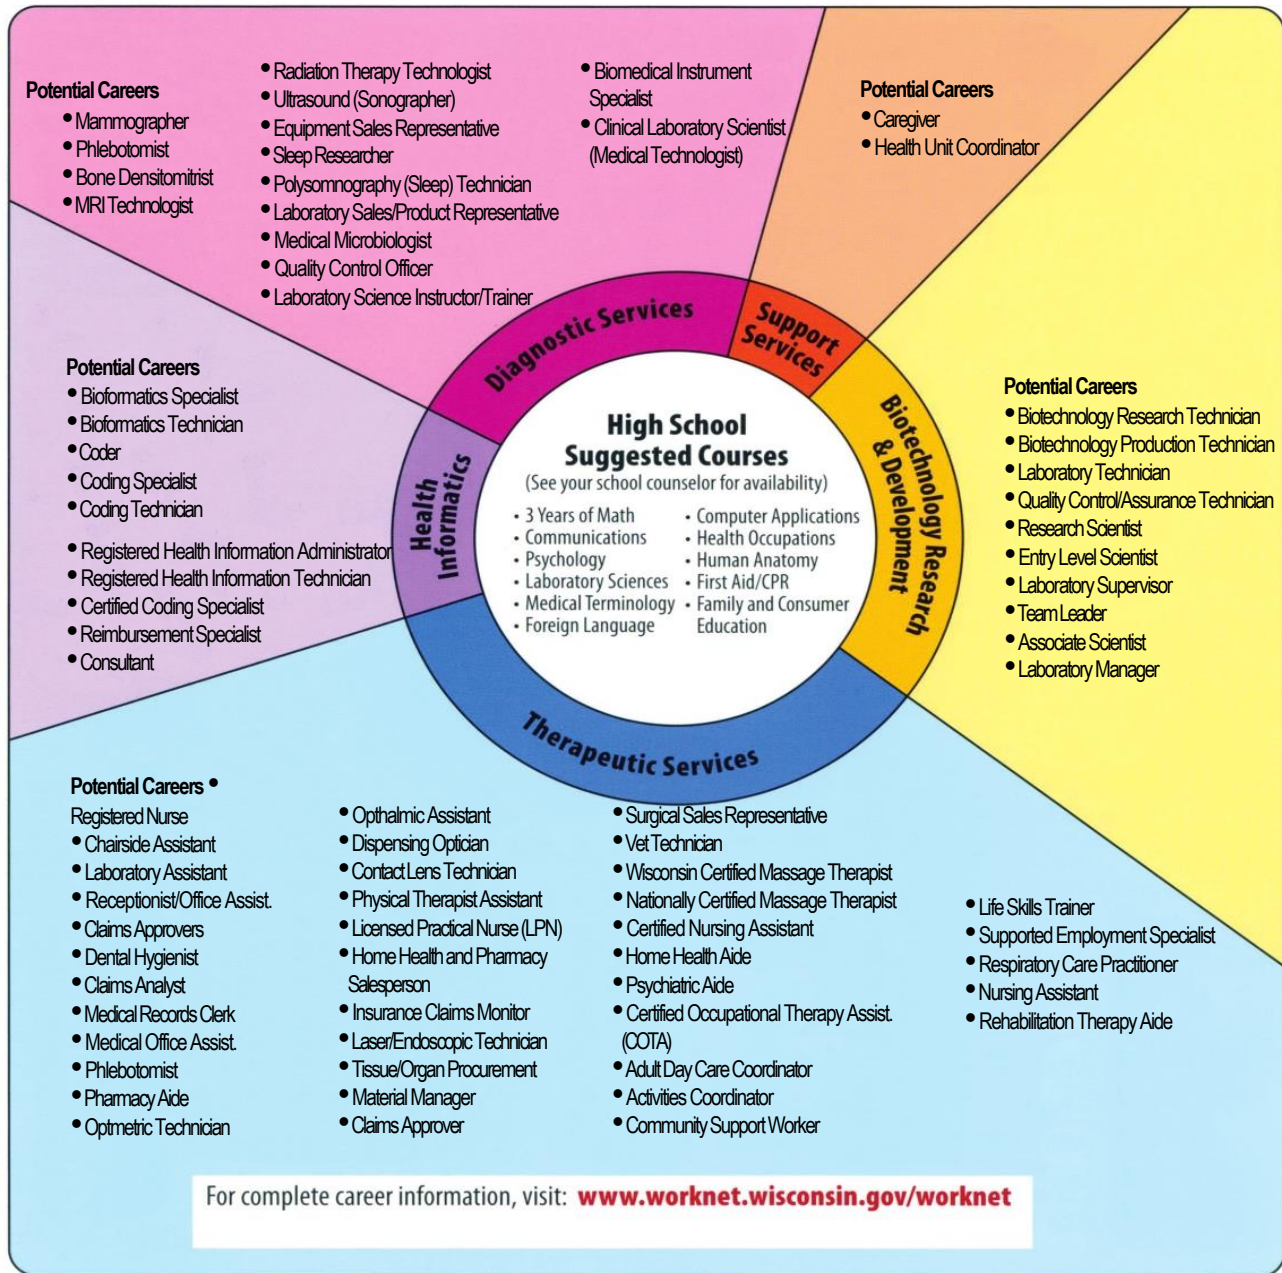 Potential Careers
• Mammographer
• Phlebotomist
• Bone Densitomitrist
• MRI Technologist
• Radiation Therapy Technologist
• Ultrasound (Sonographer)
• Equipment Sales Representative
• Sleep Researcher
• Polysomnography (Sleep) Technician
• Laboratory Sales/Product Representative
• Medical Microbiologist
• Quality Control Officer
• Laboratory Science Instructor/Trainer
• Biomedical Instrument
Specialist
• Clinical Laboratory Scientist
(Medical Technologist)
Potential Careers
• Caregiver
• Health Unit Coordinator
Diagnostic Services
Support
Services
Biotechnology Research
& Development
Health
Informatics
Therapeutic Services
High School
Suggested Courses
(See your school counselor for availability)
• 3 Years of Math
• Communications
• Psychology
• Laboratory Sciences
• Medical Terminology
• Foreign Language
• Computer Applications
• Health Occupations
• Human Anatomy
• First Aid/CPR
• Family and Consumer
Education
Potential Careers
• Bioformatics Specialist
• Bioformatics Technician
• Coder
• Coding Specialist
• Coding Technician
• Registered Health Information Administrator
• Registered Health Information Technician
• Certified Coding Specialist
• Reimbursement Specialist
• Consultant
Potential Careers
• Biotechnology Research Technician
• Biotechnology Production Technician
• Laboratory Technician
• Quality Control/Assurance Technician
• Research Scientist
• Entry Level Scientist
• Laboratory Supervisor
• Team Leader
• Associate Scientist
• Laboratory Manager
Potential Careers •
Registered Nurse
• Chairside Assistant
• Laboratory Assistant
• Receptionist/Office Assist.
• Claims Approvers
• Dental Hygienist
• Claims Analyst
• Medical Records Clerk
• Medical Office Assist.
• Phlebotomist
• Pharmacy Aide
• Optmetric Technician
• Opthalmic Assistant
• Dispensing Optician
• Contact Lens Technician
• Physical Therapist Assistant
• Licensed Practical Nurse (LPN)
• Home Health and Pharmacy
Salesperson
• Insurance Claims Monitor
• Laser/Endoscopic Technician
• Tissue/Organ Procurement
• Material Manager
• Claims Approver
• Surgical Sales Representative
• Vet Technician
• Wisconsin Certified Massage Therapist
• Nationally Certified Massage Therapist
• Certified Nursing Assistant
• Home Health Aide
• Psychiatric Aide
• Certified Occupational Therapy Assist.
(COTA)
• Adult Day Care Coordinator
• Activities Coordinator
• Community Support Worker
• Life Skills Trainer
• Supported Employment Specialist
• Respiratory Care Practitioner
• Nursing Assistant
• Rehabilitation Therapy Aide
For complete career information, visit: www.worknet.wisconsin.gov/worknet